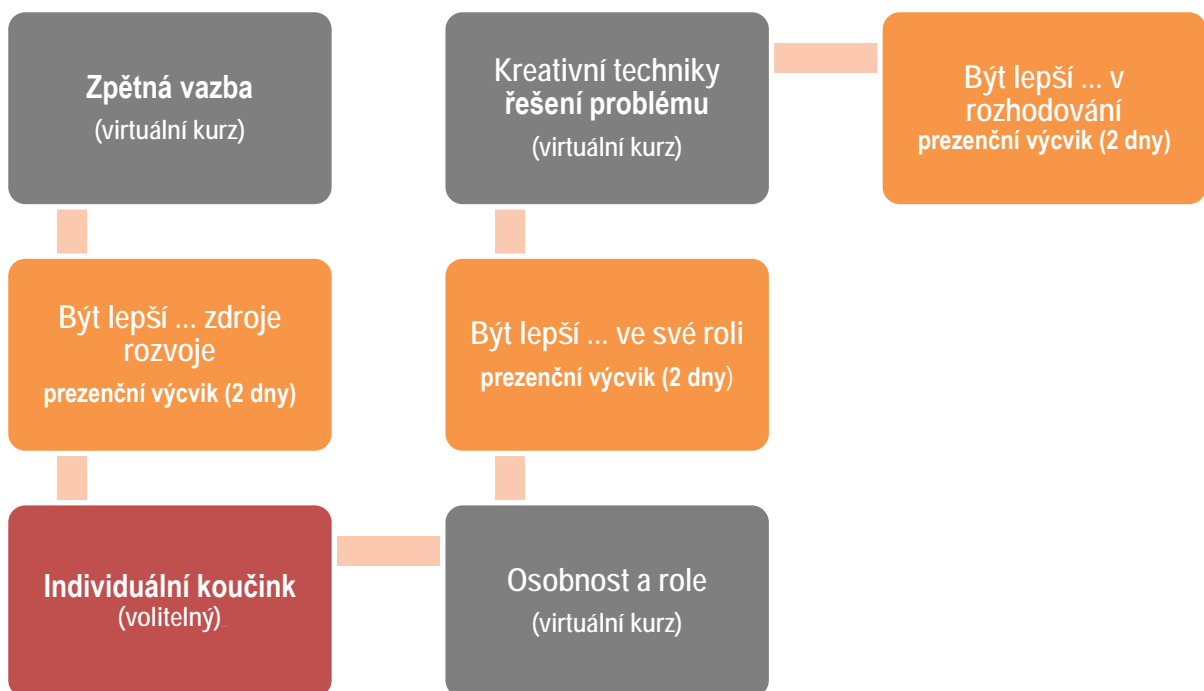 Zpětná vazba
(virtuální kurz)
Být lepší ... zdroje
rozvoje
prezenční výcvik (2 dny)
Individuální koučink
(volitelný)
Osobnost a role
(virtuální kurz)
Být lepší ... ve své roli
prezenční výcvik (2 dny)
Kreativní techniky
řešení problému
(virtuální kurz)
Být lepší ... v
rozhodování
prezenční výcvik (2 dny)